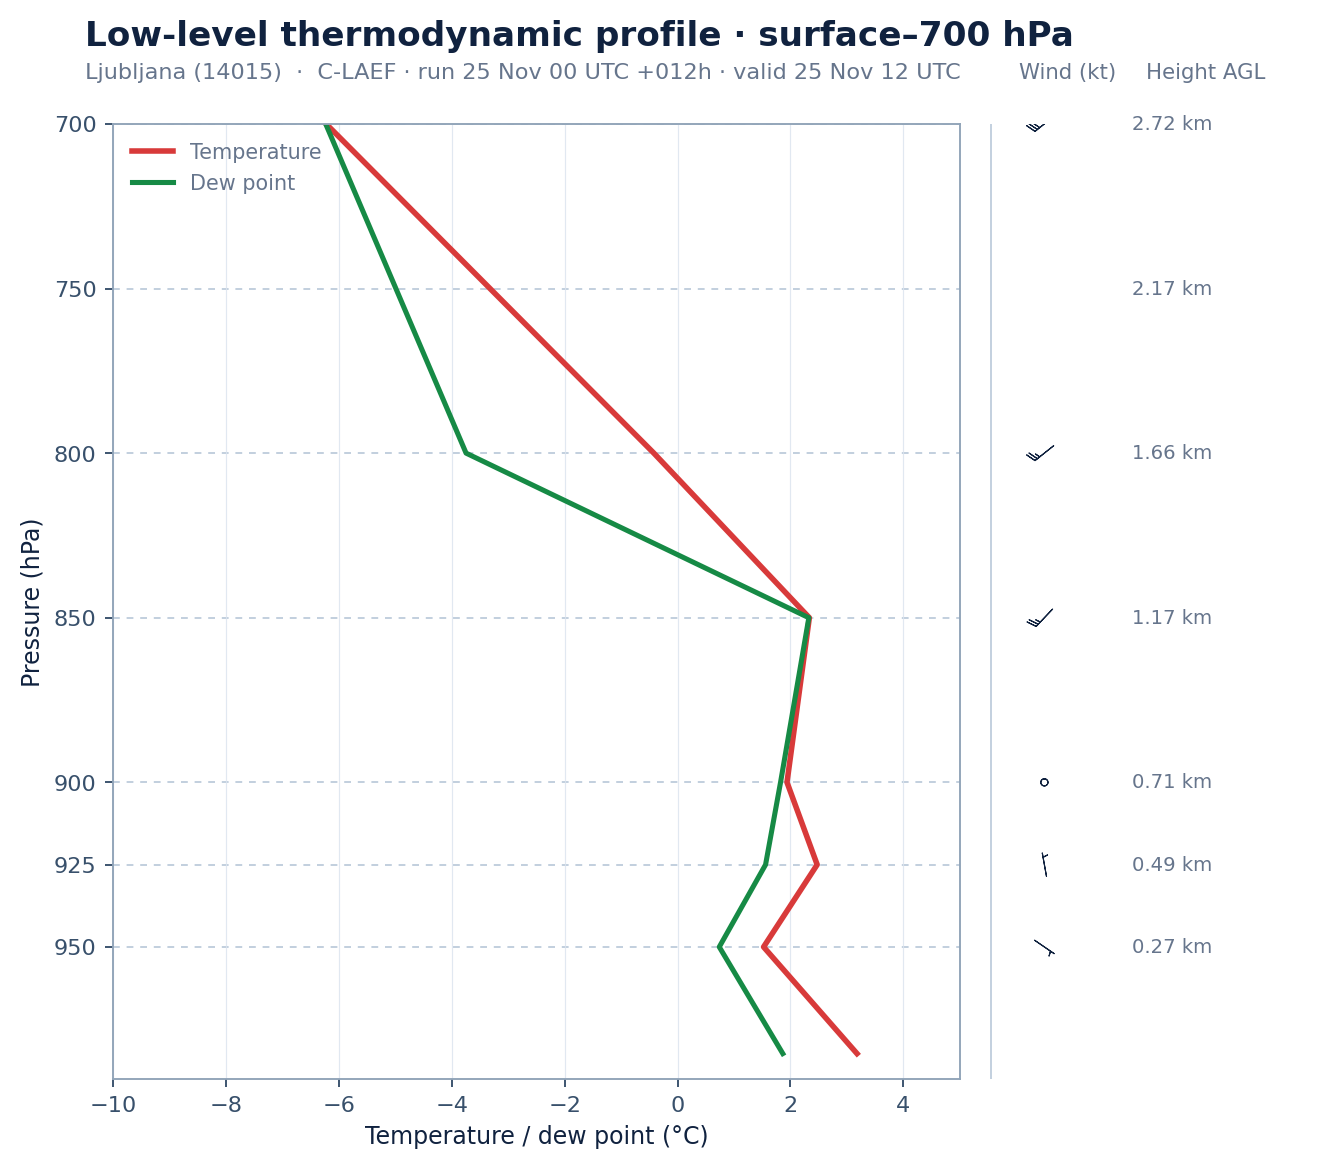 Low-level thermodynamic profile · surface–700 hPa
Ljubljana (14015) · C-LAEF · run 25 Nov 00 UTC +012h · valid 25 Nov 12 UTC
Wind (kt) Height AGL
Temperature
Dew point
700
750
800
850
900
925
950
Pressure (hPa)
2.72 km
2.17 km
1.66 km
1.17 km
0.71 km
0.49 km
0.27 km
−10 −8 −6 −4 −2 0 2 4
Temperature / dew point (°C)